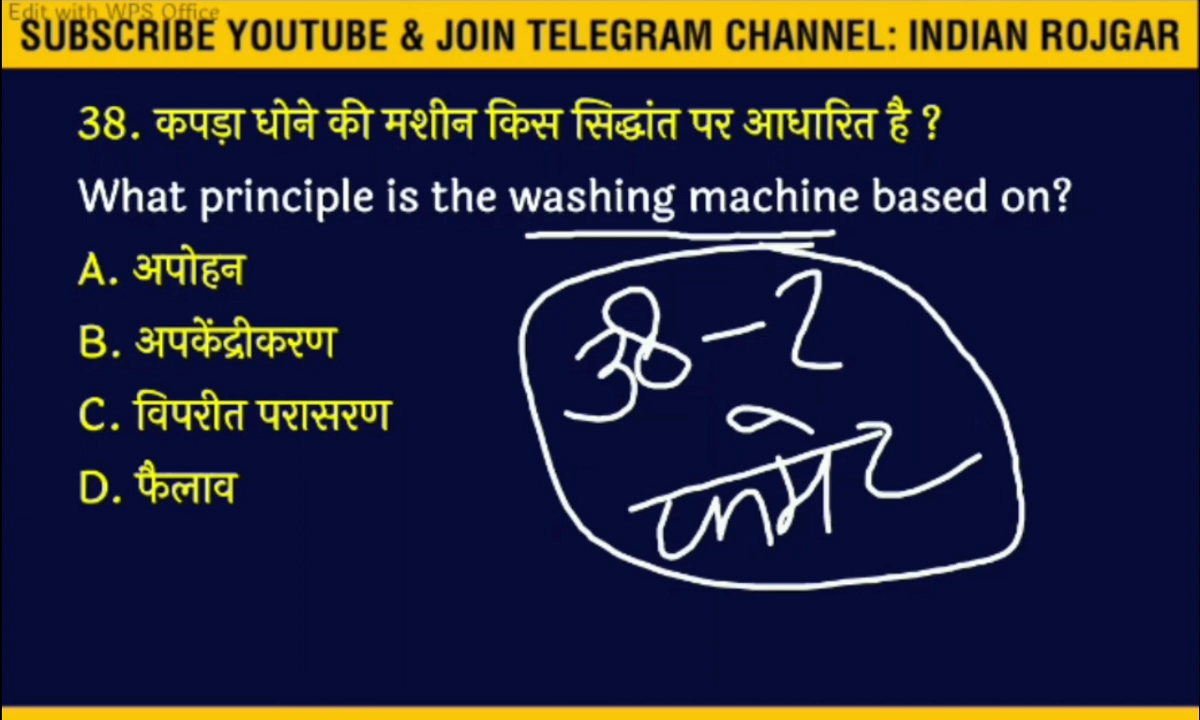 Edit with WPS Office
SUBSCRIBE YOUTUBE & JOIN TELEGRAM CHANNEL: INDIAN ROJGAR
38. कपड़ा धोने की मशीन किस सिद्धांत पर आधारित है ?
What principle is the washing machine based on?
A. अपोहन
B. अपकेंद्रीकरण
C. विपरीत परासरण
D. फैलाव
38-2